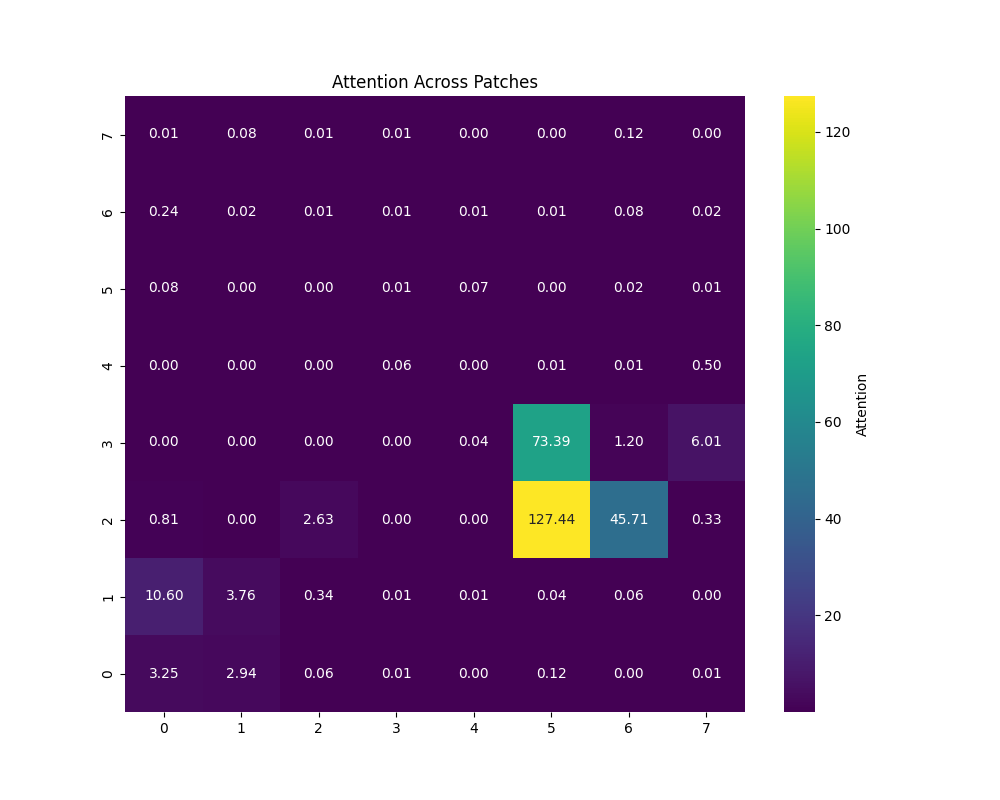 Attention Across Patches
7 0.01 0.08 0.01 0.01 0.00 0.00 0.12 0.00
6 0.24 0.02 0.01 0.01 0.01 0.01 0.08 0.02
5 0.08 0.00 0.00 0.01 0.07 0.00 0.02 0.01
4 0.00 0.00 0.00 0.06 0.00 0.01 0.01 0.50
3 0.00 0.00 0.00 0.00 0.04 73.39 1.20 6.01
2 0.81 0.00 2.63 0.00 0.00 127.44 45.71 0.33
1 10.60 3.76 0.34 0.01 0.01 0.04 0.06 0.00
0 3.25 2.94 0.06 0.01 0.00 0.12 0.00 0.01
0 1 2 3 4 5 6 7
120
100
80
60
40
20
Attention